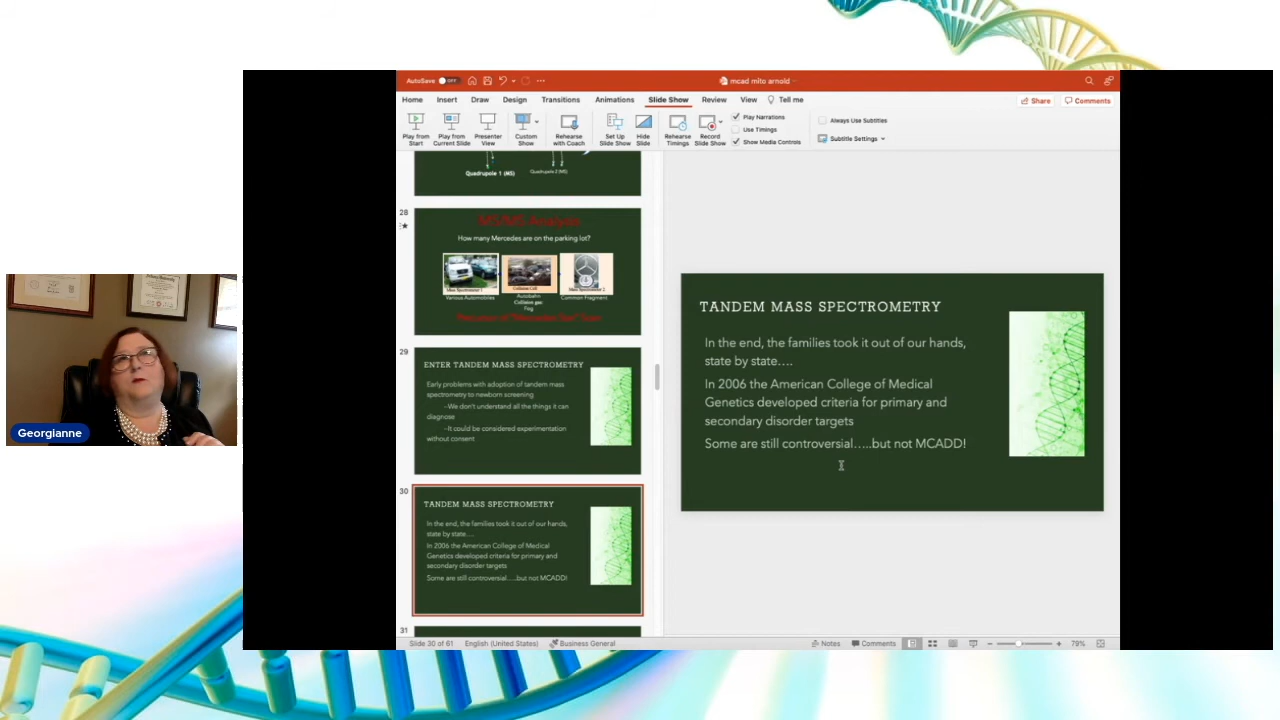 AutoSave OFF
mcad mito arnold
Home Insert Draw Design Transitions Animations Slide Show Review View Tell me
Share Comments
Play from Start
Play from Current Slide
Presenter View
Custom Show
Rehearse with Coach
Set Up Slide Show
Hide Slide
Rehearse Timings
Record Slide Show
Play Narrations
Use Timings
Show Media Controls
Always Use Subtitles
Subtitle Settings
Quadrupole 1 (MS)
Quadrupole 2 (MS)
28
MS/MS Analysis
How many Mercedes are on the parking lot?
Mass Spectrometer 1
Collision Cell
Mass Spectrometer 2
Various Automobiles
Autobahn
Collision gas:
Fog
Common Fragment
29
ENTER TANDEM MASS SPECTROMETRY
Early problems with adoption of tandem mass
spectrometry to newborn screening
–We don't understand all the things it can
diagnose
–It could be considered experimentation
without consent
30
TANDEM MASS SPECTROMETRY
In the end, the families took it out of our hands,
state by state….
In 2006 the American College of Medical
Genetics developed criteria for primary and
secondary disorder targets
Some are still controversial…..but not MCADD!
31
TANDEM MASS SPECTROMETRY
In the end, the families took it out of our hands,
state by state….
In 2006 the American College of Medical
Genetics developed criteria for primary and
secondary disorder targets
Some are still controversial…..but not MCADD!
Georgianne
Slide 30 of 61 English (United States) Business General
Notes Comments 79%